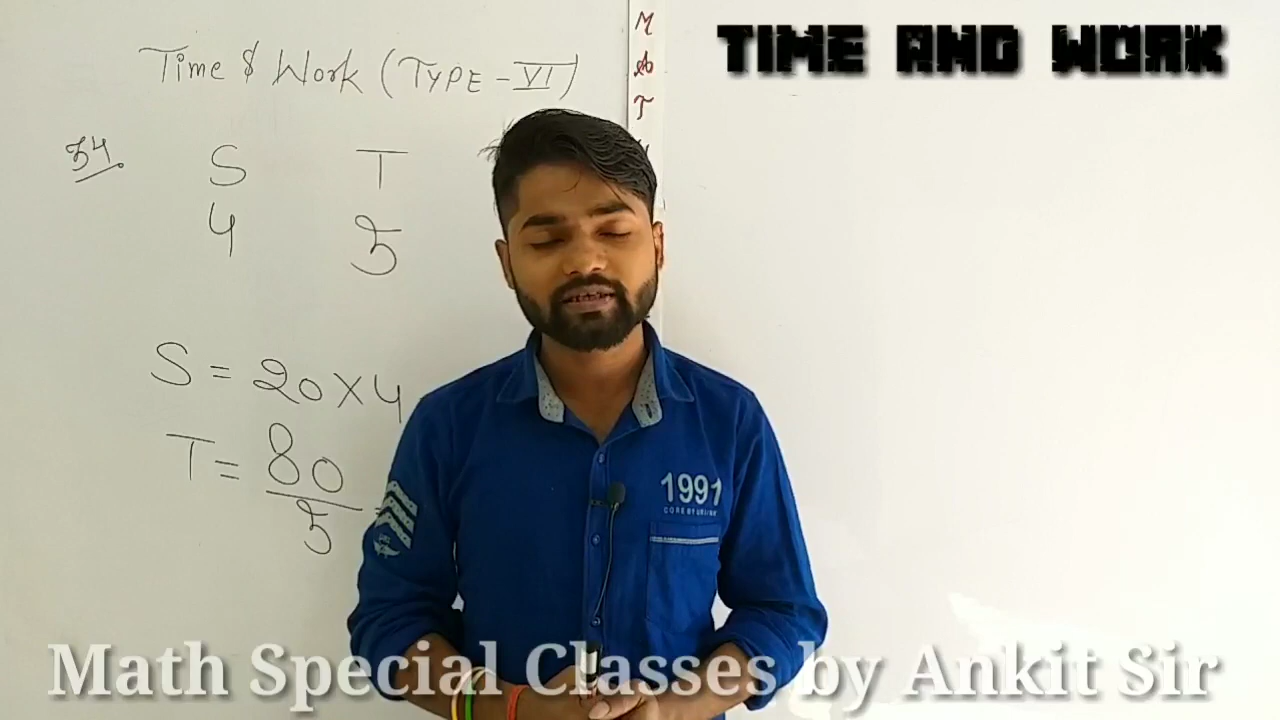 Time & Work (TYPE-VI)
TIME AND WORK
M
A
T
54.
S T
4 5
S = 20×4
T = 80/5
1991
Math Special Classes by Ankit Sir